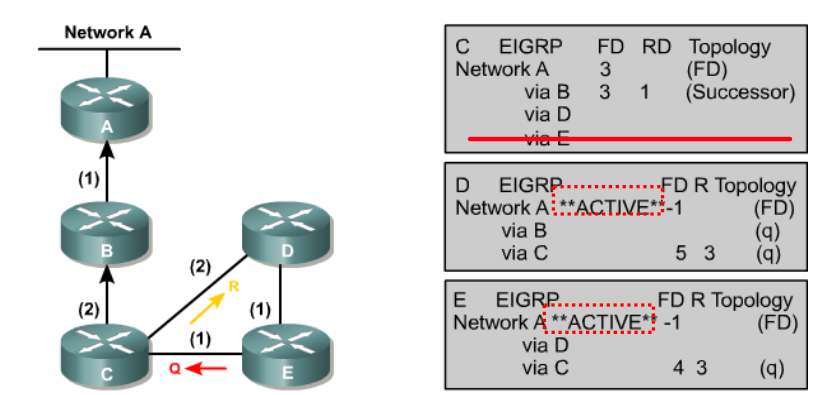 Network A
A
(1)
B
D
(2)
R
(2)
(1)
(1)
C
Q
E
C EIGRP FD RD Topology
Network A 3 (FD)
via B 3 1 (Successor)
via D
via E
D EIGRP FD R Topology
Network A **ACTIVE** -1 (FD)
via B (q)
via C 5 3 (q)
E EIGRP FD R Topology
Network A **ACTIVE** -1 (FD)
via D
via C 4 3 (q)